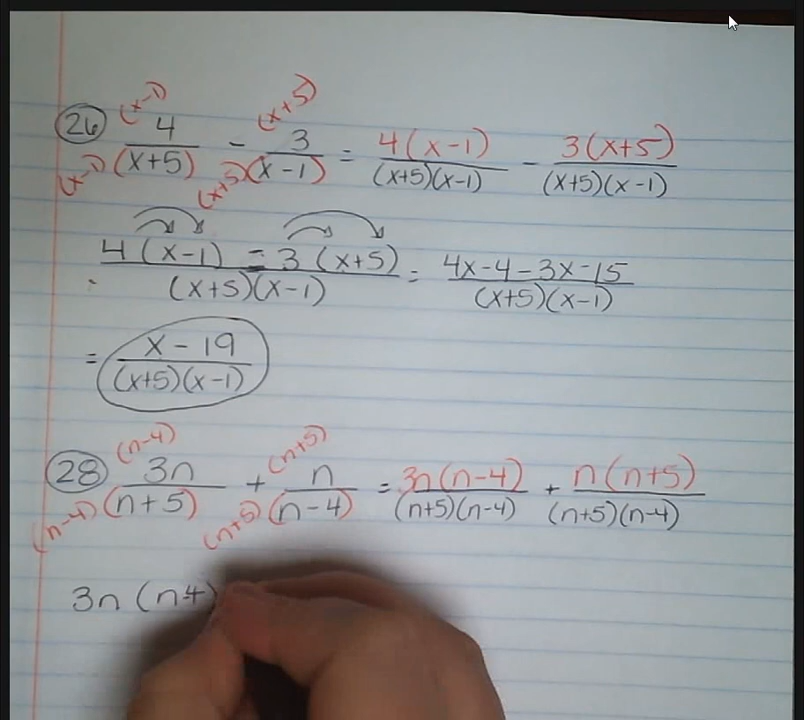 (x-1) (x+5)
26 4 - 3 = 4(x-1) - 3(x+5)
(x-1) (x+5) (x+5)(x-1) (x+5)(x-1) (x+5)(x-1)
4(x-1) - 3(x+5) = 4x-4-3x-15
(x+5)(x-1) (x+5)(x-1)
= x-19
(x+5)(x-1)
(n-4) (n+5)
28 3n + n = 3n(n-4) + n(n+5)
(n-4) (n+5) (n+5)(n-4) (n+5)(n-4) (n+5)(n-4)
3n(n-4)